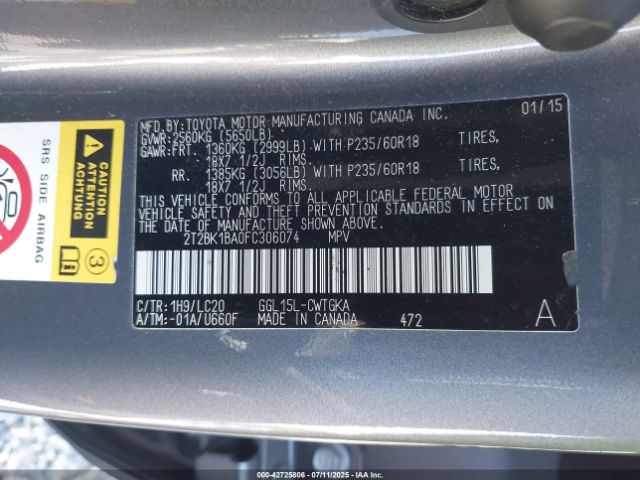 MFD.BY:TOYOTA MOTOR MANUFACTURING CANADA INC. 01/15
GVWR:2560KG (5650LB)
GAWR:FRT. 1360KG (2999LB) WITH P235/60R18 TIRES,
18X7 1/2J RIMS.
RR. 1385KG (3056LB) WITH P235/60R18 TIRES,
18X7 1/2J RIMS.
THIS VEHICLE CONFORMS TO ALL APPLICABLE FEDERAL MOTOR
VEHICLE SAFETY AND THEFT PREVENTION STANDARDS IN EFFECT ON
THE DATE OF MANUFACTURE SHOWN ABOVE.
2T2BK1BA0FC306074 MPV
C/TR: 1H9/LC20 GGL15L-CWTGKA
A/TM:-01A/U660F MADE IN CANADA 472 A
SRS SIDE AIRBAG
CAUTION
ATTENTION
3
© 42725806 - 07/11/2025 - IAAI.COM